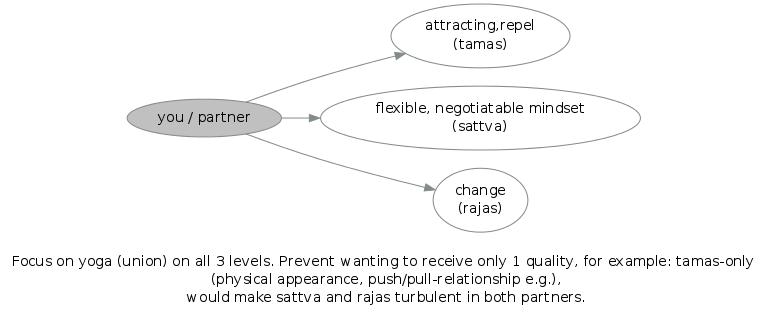 attracting,repel
(tamas)
you / partner
flexible, negotiatable mindset
(sattva)
change
(rajas)
Focus on yoga (union) on all 3 levels. Prevent wanting to receive only 1 quality, for example: tamas-only
(physical appearance, push/pull-relationship e.g.),
would make sattva and rajas turbulent in both partners.